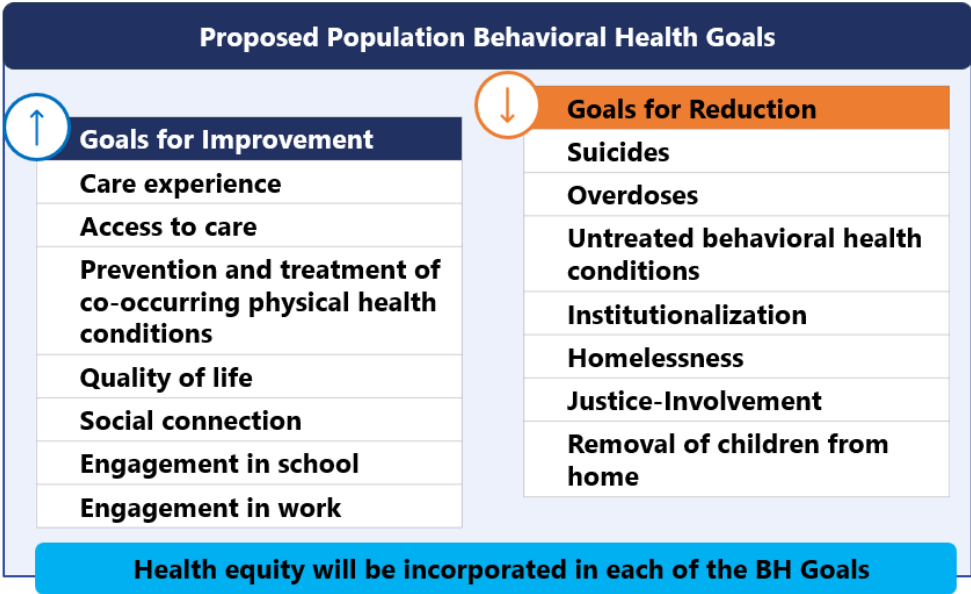 Proposed Population Behavioral Health Goals
Goals for Improvement
Care experience
Access to care
Prevention and treatment of
co-occurring physical health
conditions
Quality of life
Social connection
Engagement in school
Engagement in work
Goals for Reduction
Suicides
Overdoses
Untreated behavioral health
conditions
Institutionalization
Homelessness
Justice-Involvement
Removal of children from
home
Health equity will be incorporated in each of the BH Goals